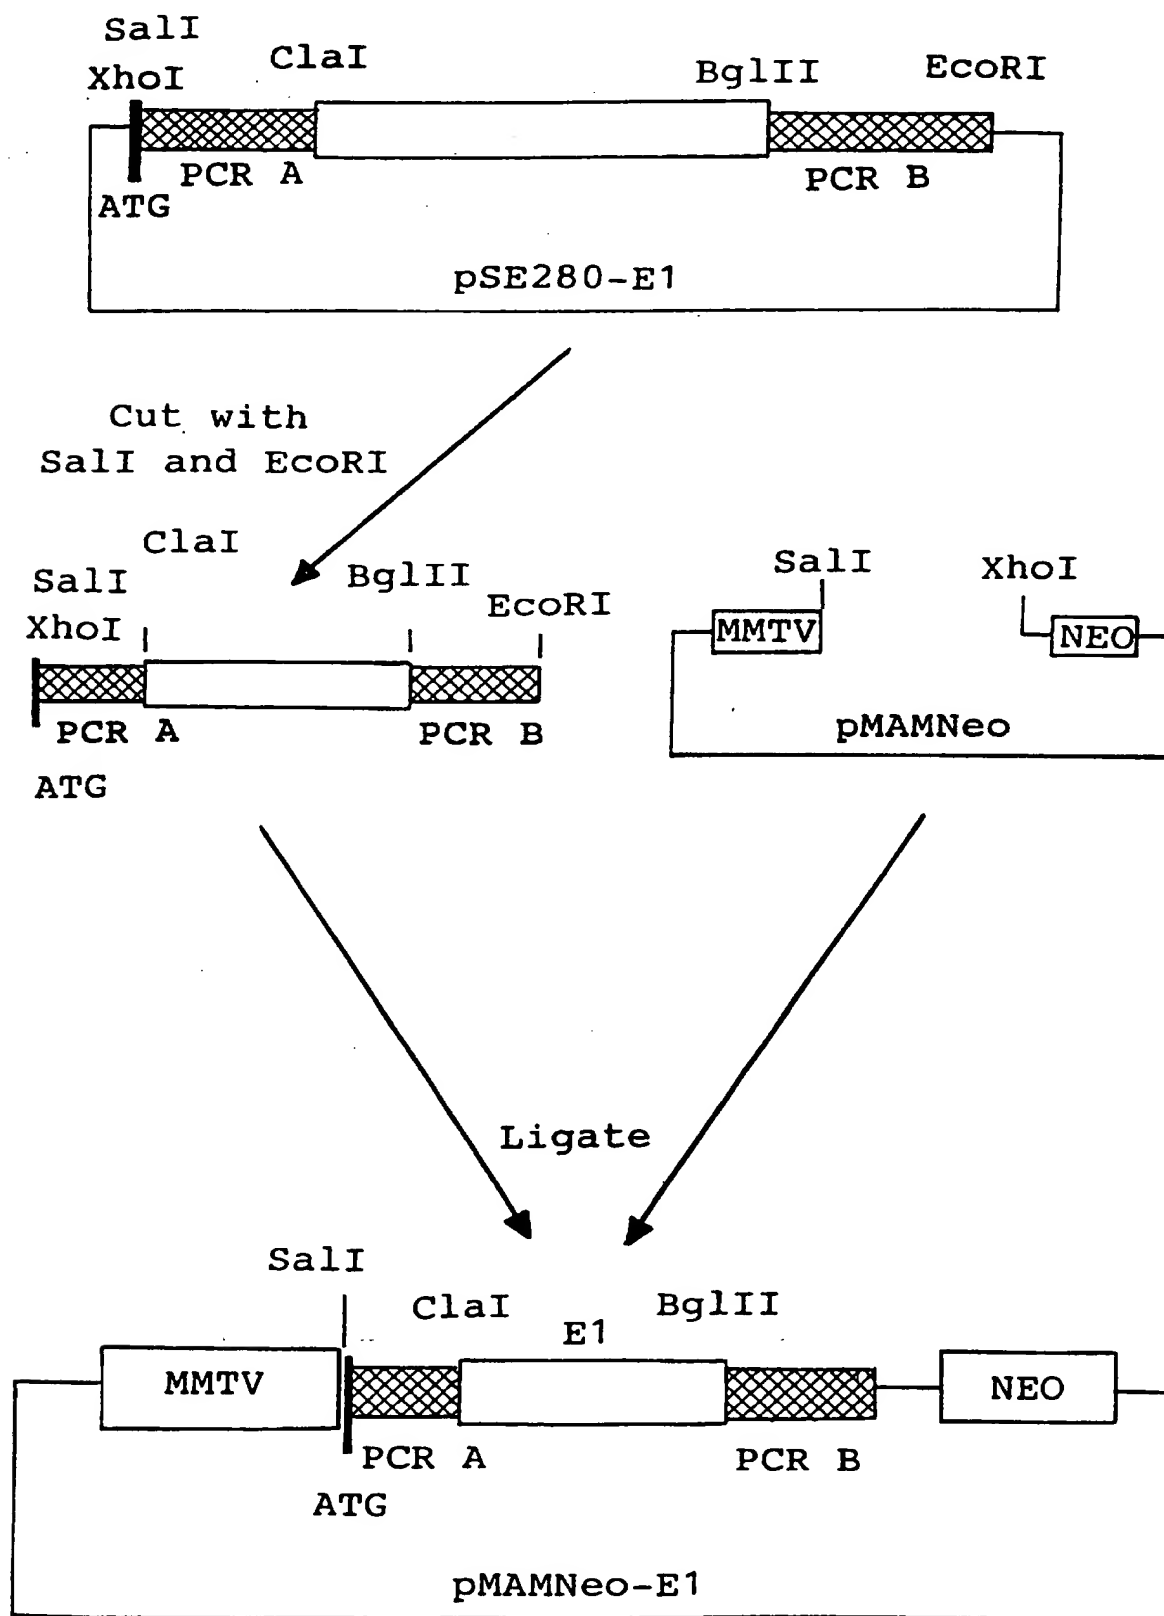 SalI
XhoI
ClaI
BglII
EcoRI
PCR A
PCR B
ATG
pSE280-E1
Cut with
SalI and EcoRI
ClaI
SalI
XhoI
BglII
EcoRI
PCR A
PCR B
ATG
SalI
XhoI
MMTV
NEO
pMAMNeo
Ligate
SalI
ClaI
E1
BglII
MMTV
NEO
PCR A
PCR B
ATG
pMAMNeo-E1